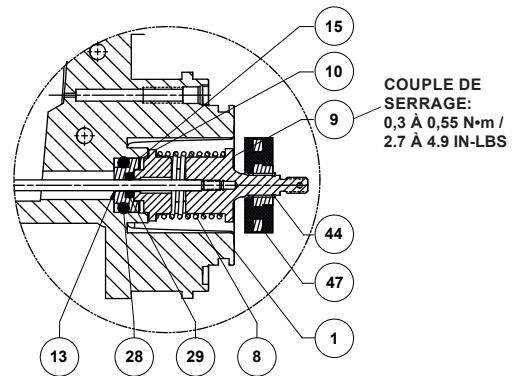 15
10
9
COUPLE DE
SERRAGE:
0,3 À 0,55 N•m /
2.7 À 4.9 IN-LBS
44
47
13
28
29
8
1